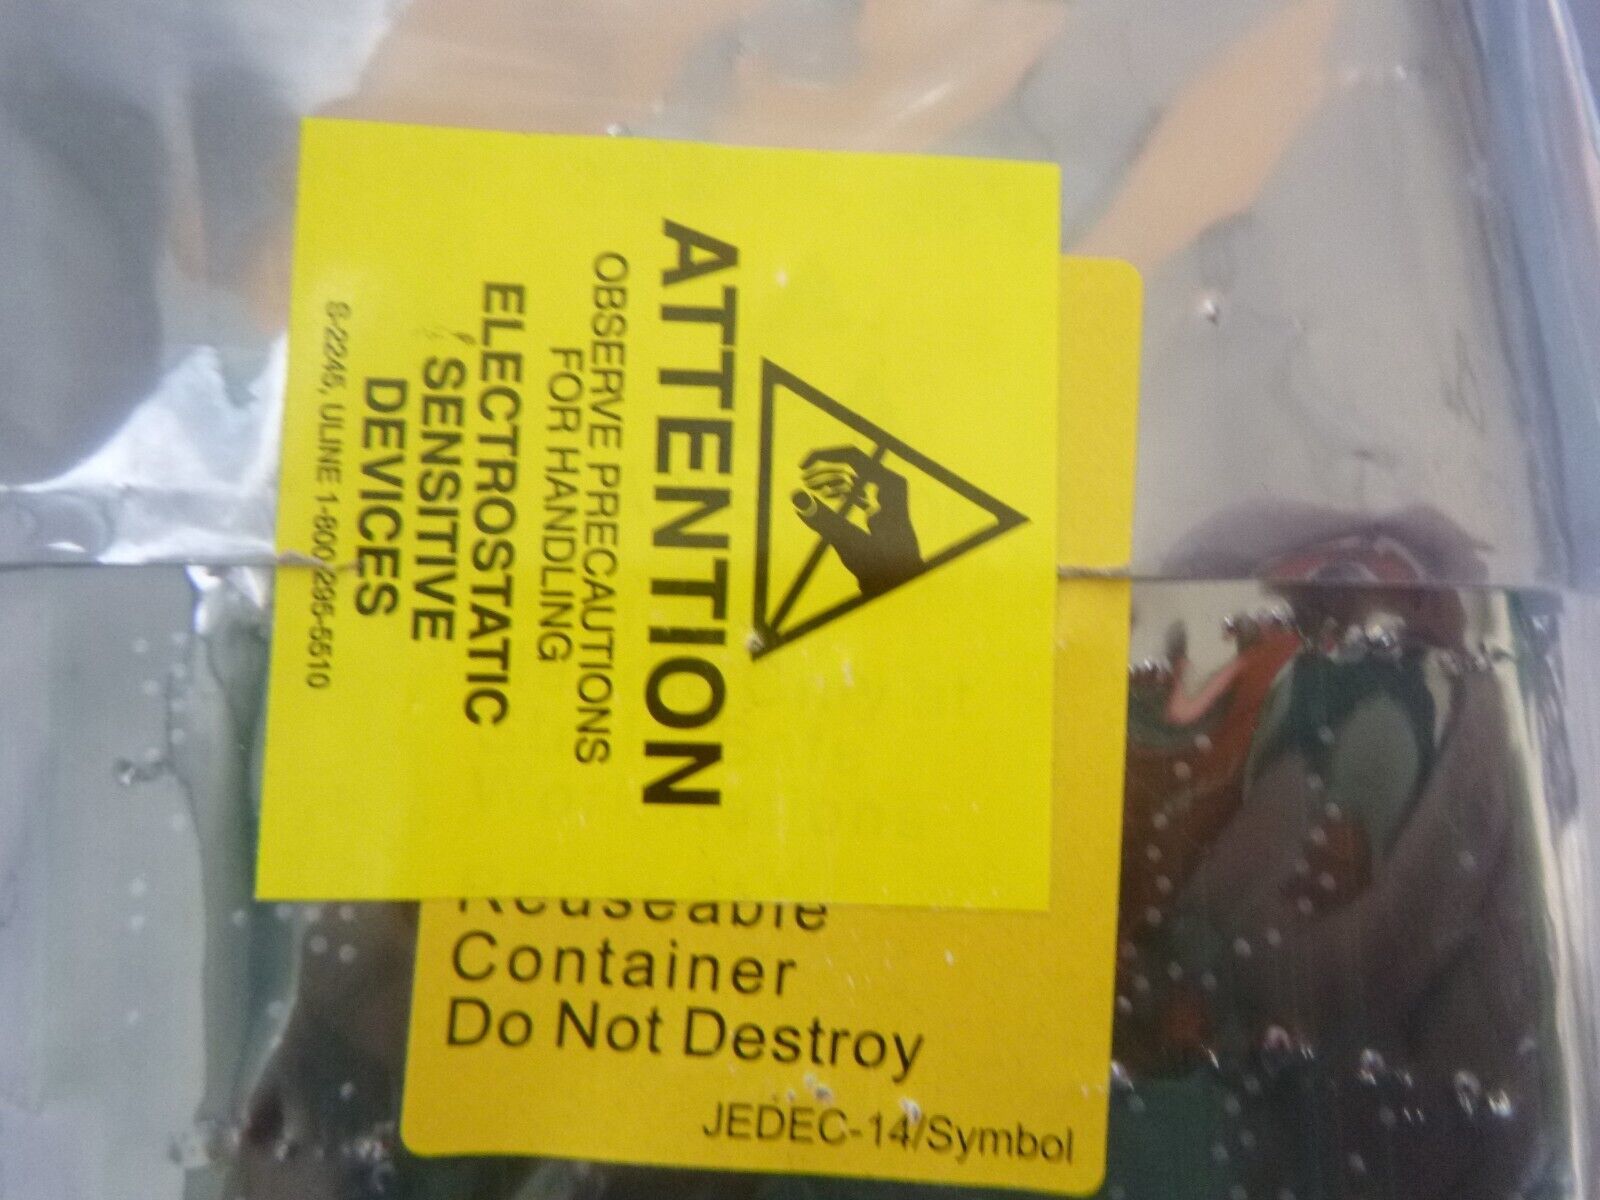 ATTENTION
OBSERVE PRECAUTIONS
FOR HANDLING
ELECTROSTATIC
SENSITIVE
DEVICES
S-2245, ULINE 1-800-295-5510
Reuseable
Container
Do Not Destroy
JEDEC-14/Symbol